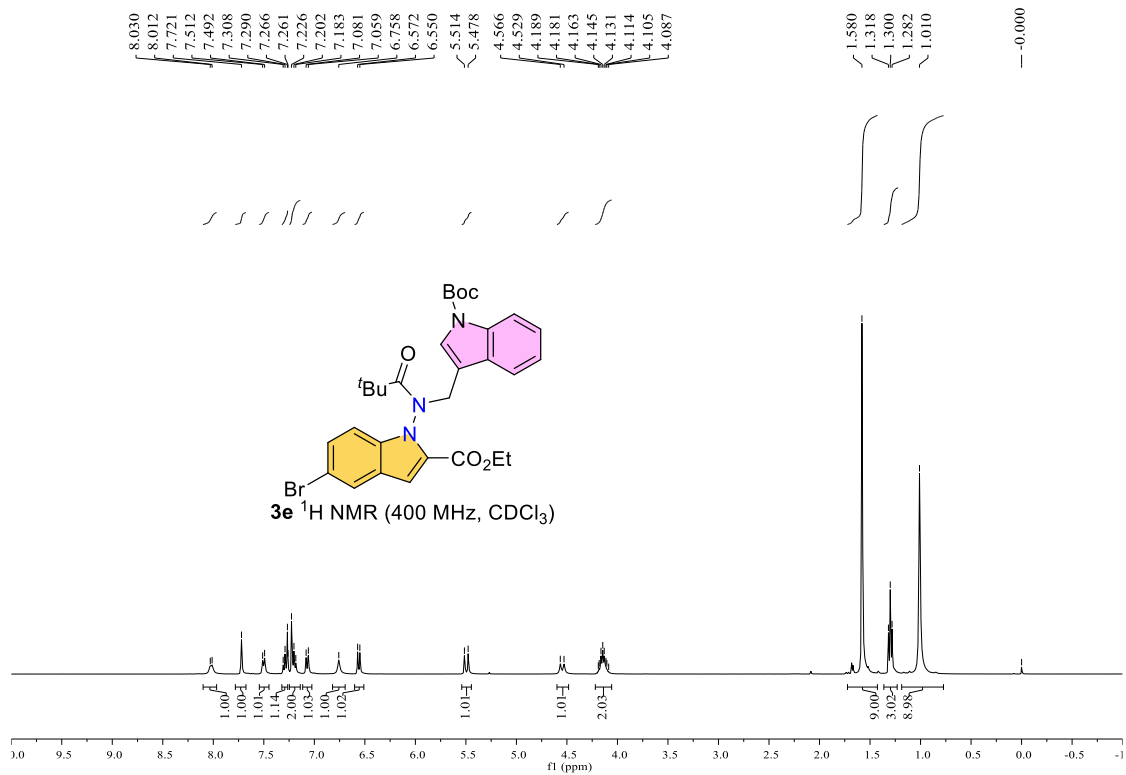 8.030 8.012 7.721 7.512 7.492 7.308 7.290 7.266 7.261 7.226 7.202 7.183 7.081 7.059 6.758 6.572 6.550 5.514 5.478 4.566 4.529 4.189 4.181 4.163 4.145 4.131 4.114 4.105 4.087 1.580 1.318 1.300 1.282 1.010 -0.000
Boc
N
O
tBu
N
N
CO2Et
Br
3e 1H NMR (400 MHz, CDCl3)
1.00 1.00 1.01 1.14 2.00 1.03 1.00 1.02 1.01 1.01 2.03 9.00 3.02 8.98
0.0 9.5 9.0 8.5 8.0 7.5 7.0 6.5 6.0 5.5 5.0 4.5 4.0 3.5 3.0 2.5 2.0 1.5 1.0 0.5 0.0 -0.5 -1
f1 (ppm)